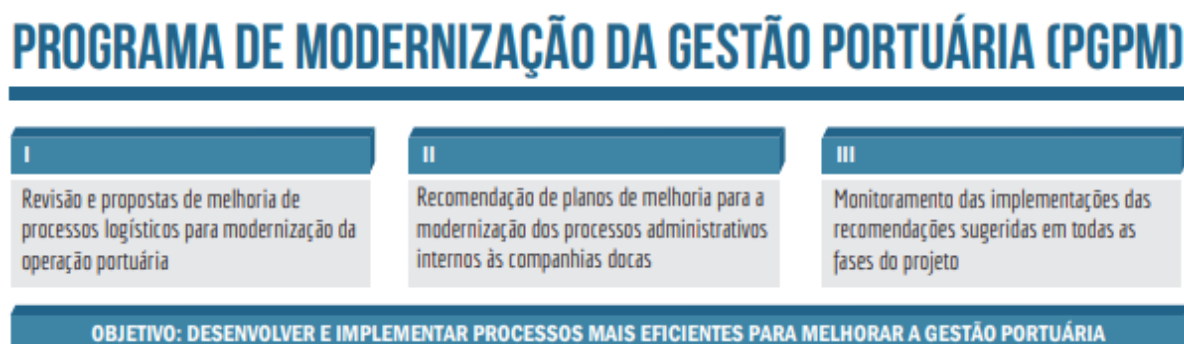 PROGRAMA DE MODERNIZAÇÃO DA GESTÃO PORTUÁRIA (PGPM)
I
Revisão e propostas de melhoria de
processos logísticos para modernização da
operação portuária
II
Recomendação de planos de melhoria para a
modernização dos processos administrativos
internos às companhias docas
III
Monitoramento das implementações das
recomendações sugeridas em todas as
fases do projeto
OBJETIVO: DESENVOLVER E IMPLEMENTAR PROCESSOS MAIS EFICIENTES PARA MELHORAR A GESTÃO PORTUÁRIA